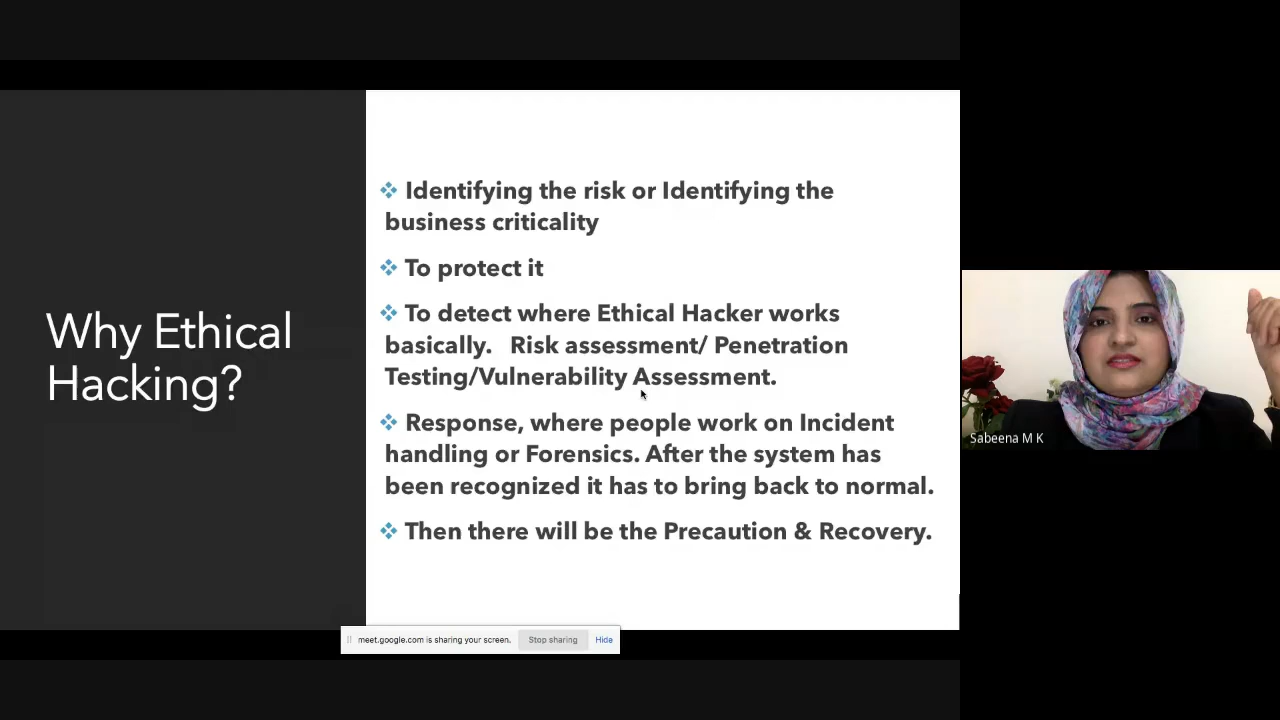 Why Ethical
Hacking?
Identifying the risk or Identifying the
business criticality
To protect it
To detect where Ethical Hacker works
basically. Risk assessment/ Penetration
Testing/Vulnerability Assessment.
Response, where people work on Incident
handling or Forensics. After the system has
been recognized it has to bring back to normal.
Then there will be the Precaution & Recovery.
meet.google.com is sharing your screen. Stop sharing Hide
Sabeena M K